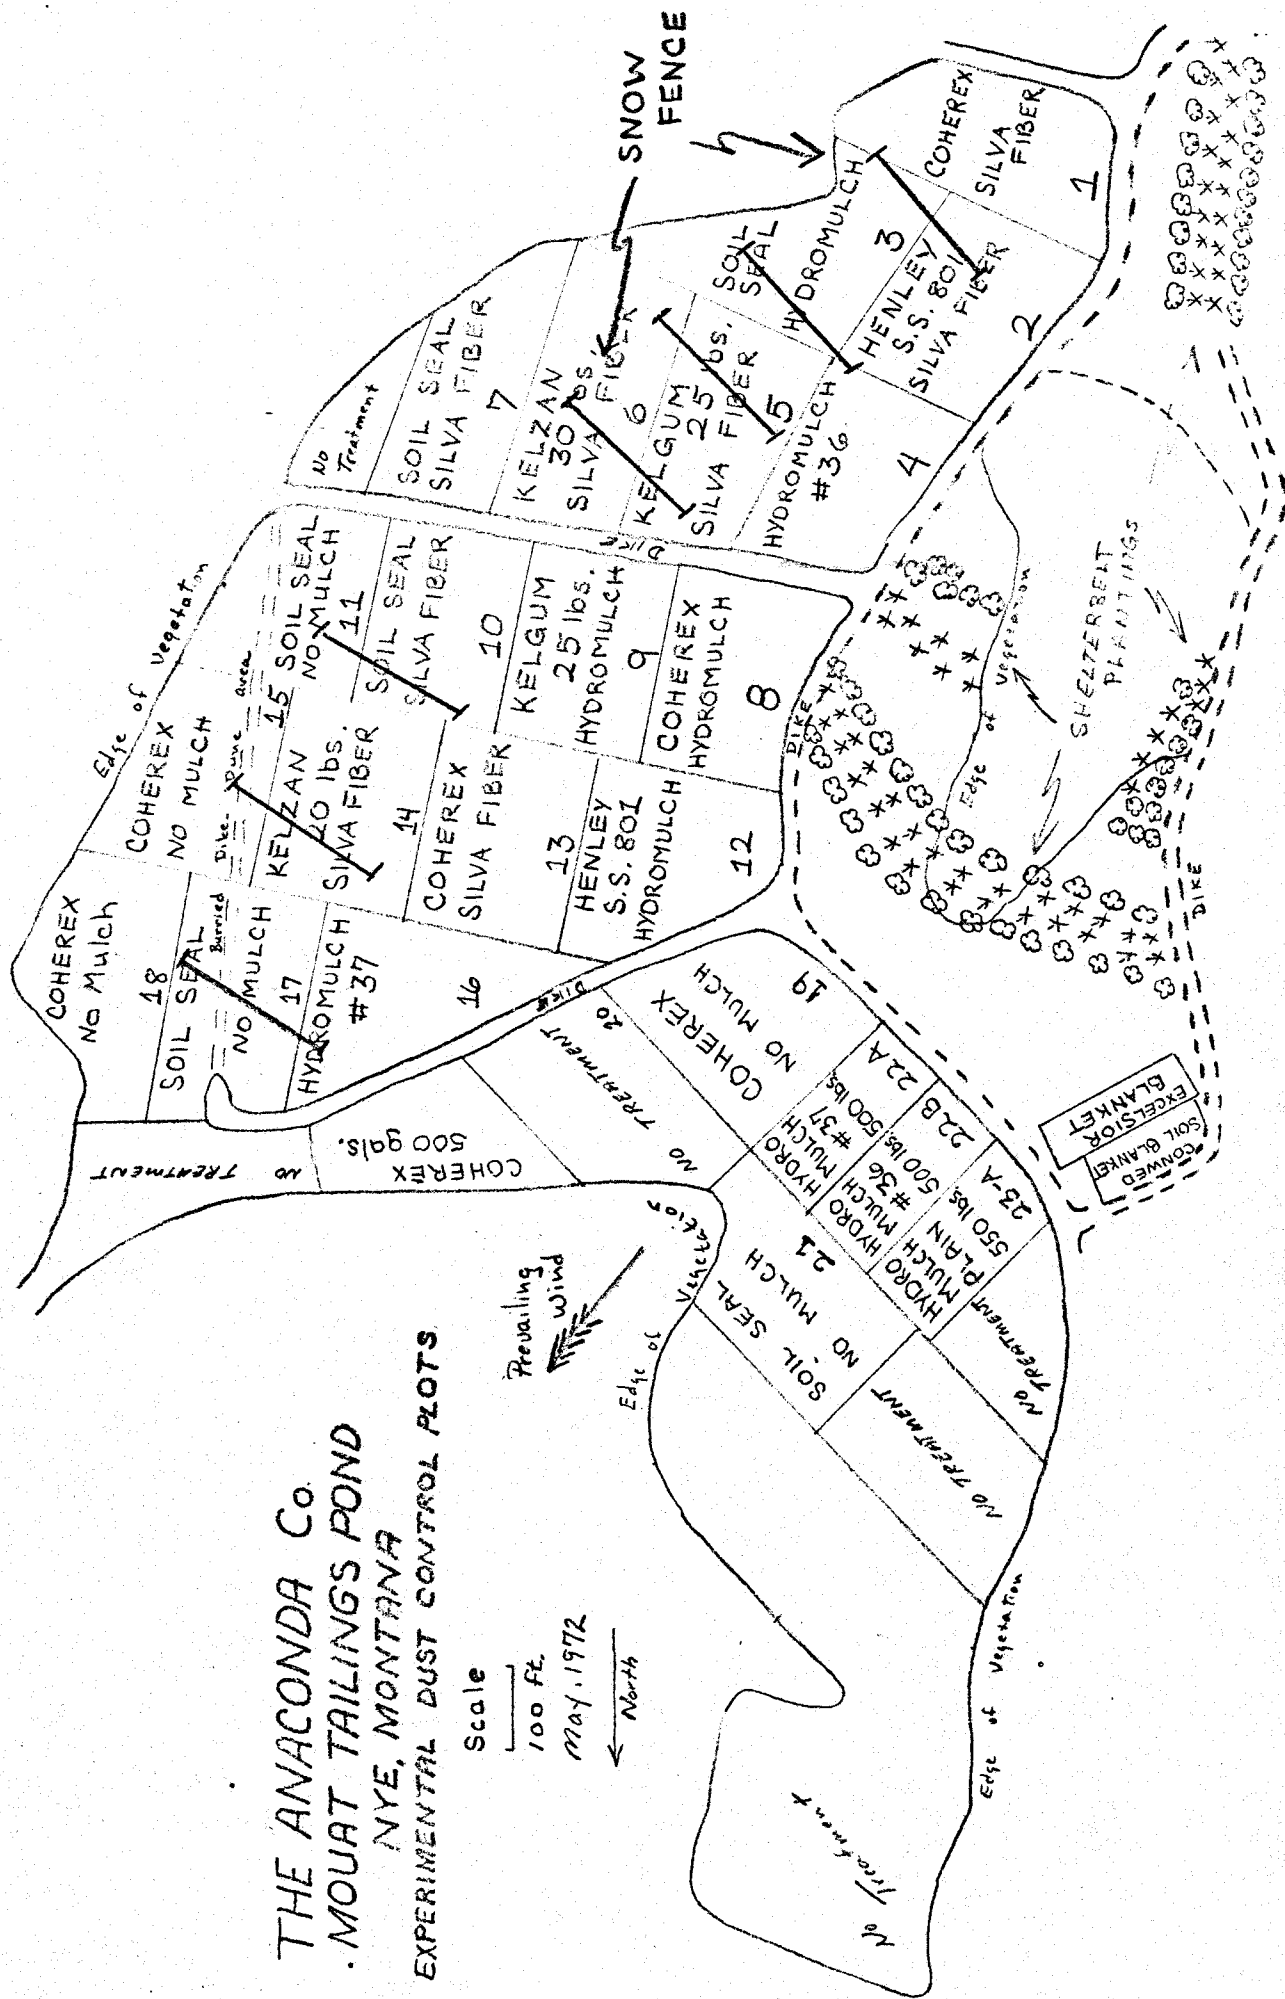 THE ANACONDA Co.
MOUAT TAILINGS POND
NYE, MONTANA
EXPERIMENTAL DUST CONTROL PLOTS
Scale
100 Ft.
May, 1972
North
Prevailing
Wind
SNOW
FENCE
COHEREX
SILVA
FIBER
1
HENLEY
S.S. 801
SILVA FIBER
2
SOIL
SEAL
HYDROMULCH
3
HYDROMULCH
#36
4
KELGUM
25 lbs.
SILVA FIBER
5
KELZAN
30 lbs.
SILVA FIBER
6
SOIL SEAL
SILVA FIBER
7
No
Treatment
DIKE
COHEREX
HYDROMULCH
8
KELGUM
25 lbs.
HYDROMULCH
9
SOIL SEAL
SILVA FIBER
10
SOIL SEAL
NO MULCH
11
HENLEY
S.S. 801
HYDROMULCH
12
COHEREX
SILVA FIBER
13
KELZAN
20 lbs.
SILVA FIBER
14
COHEREX
NO MULCH
15
Burried Dike - Dune area
Edge of Vegetation
HYDROMULCH
#37
16
SOIL SEAL
NO MULCH
17
COHEREX
No Mulch
18
DIKE
COHEREX
NO MULCH
19
NO TREATMENT
20
COHEREX
500 gals.
NO TREATMENT
SOIL SEAL
NO MULCH
21
HYDRO
MULCH
#37
500 lbs.
22A
HYDRO
MULCH
#36
500 lbs.
22B
HYDRO
MULCH
PLAIN
550 lbs.
23-A
NO
TREATMENT
NO TREATMENT
No Treatment
Edge of Vegetation
Edge of Vegetation
Edge of Vegetation
SHELTERBELT
PLANTINGS
DIKE
DIKE
EXCELSIOR
BLANKET
CONWED
SOIL BLANKET